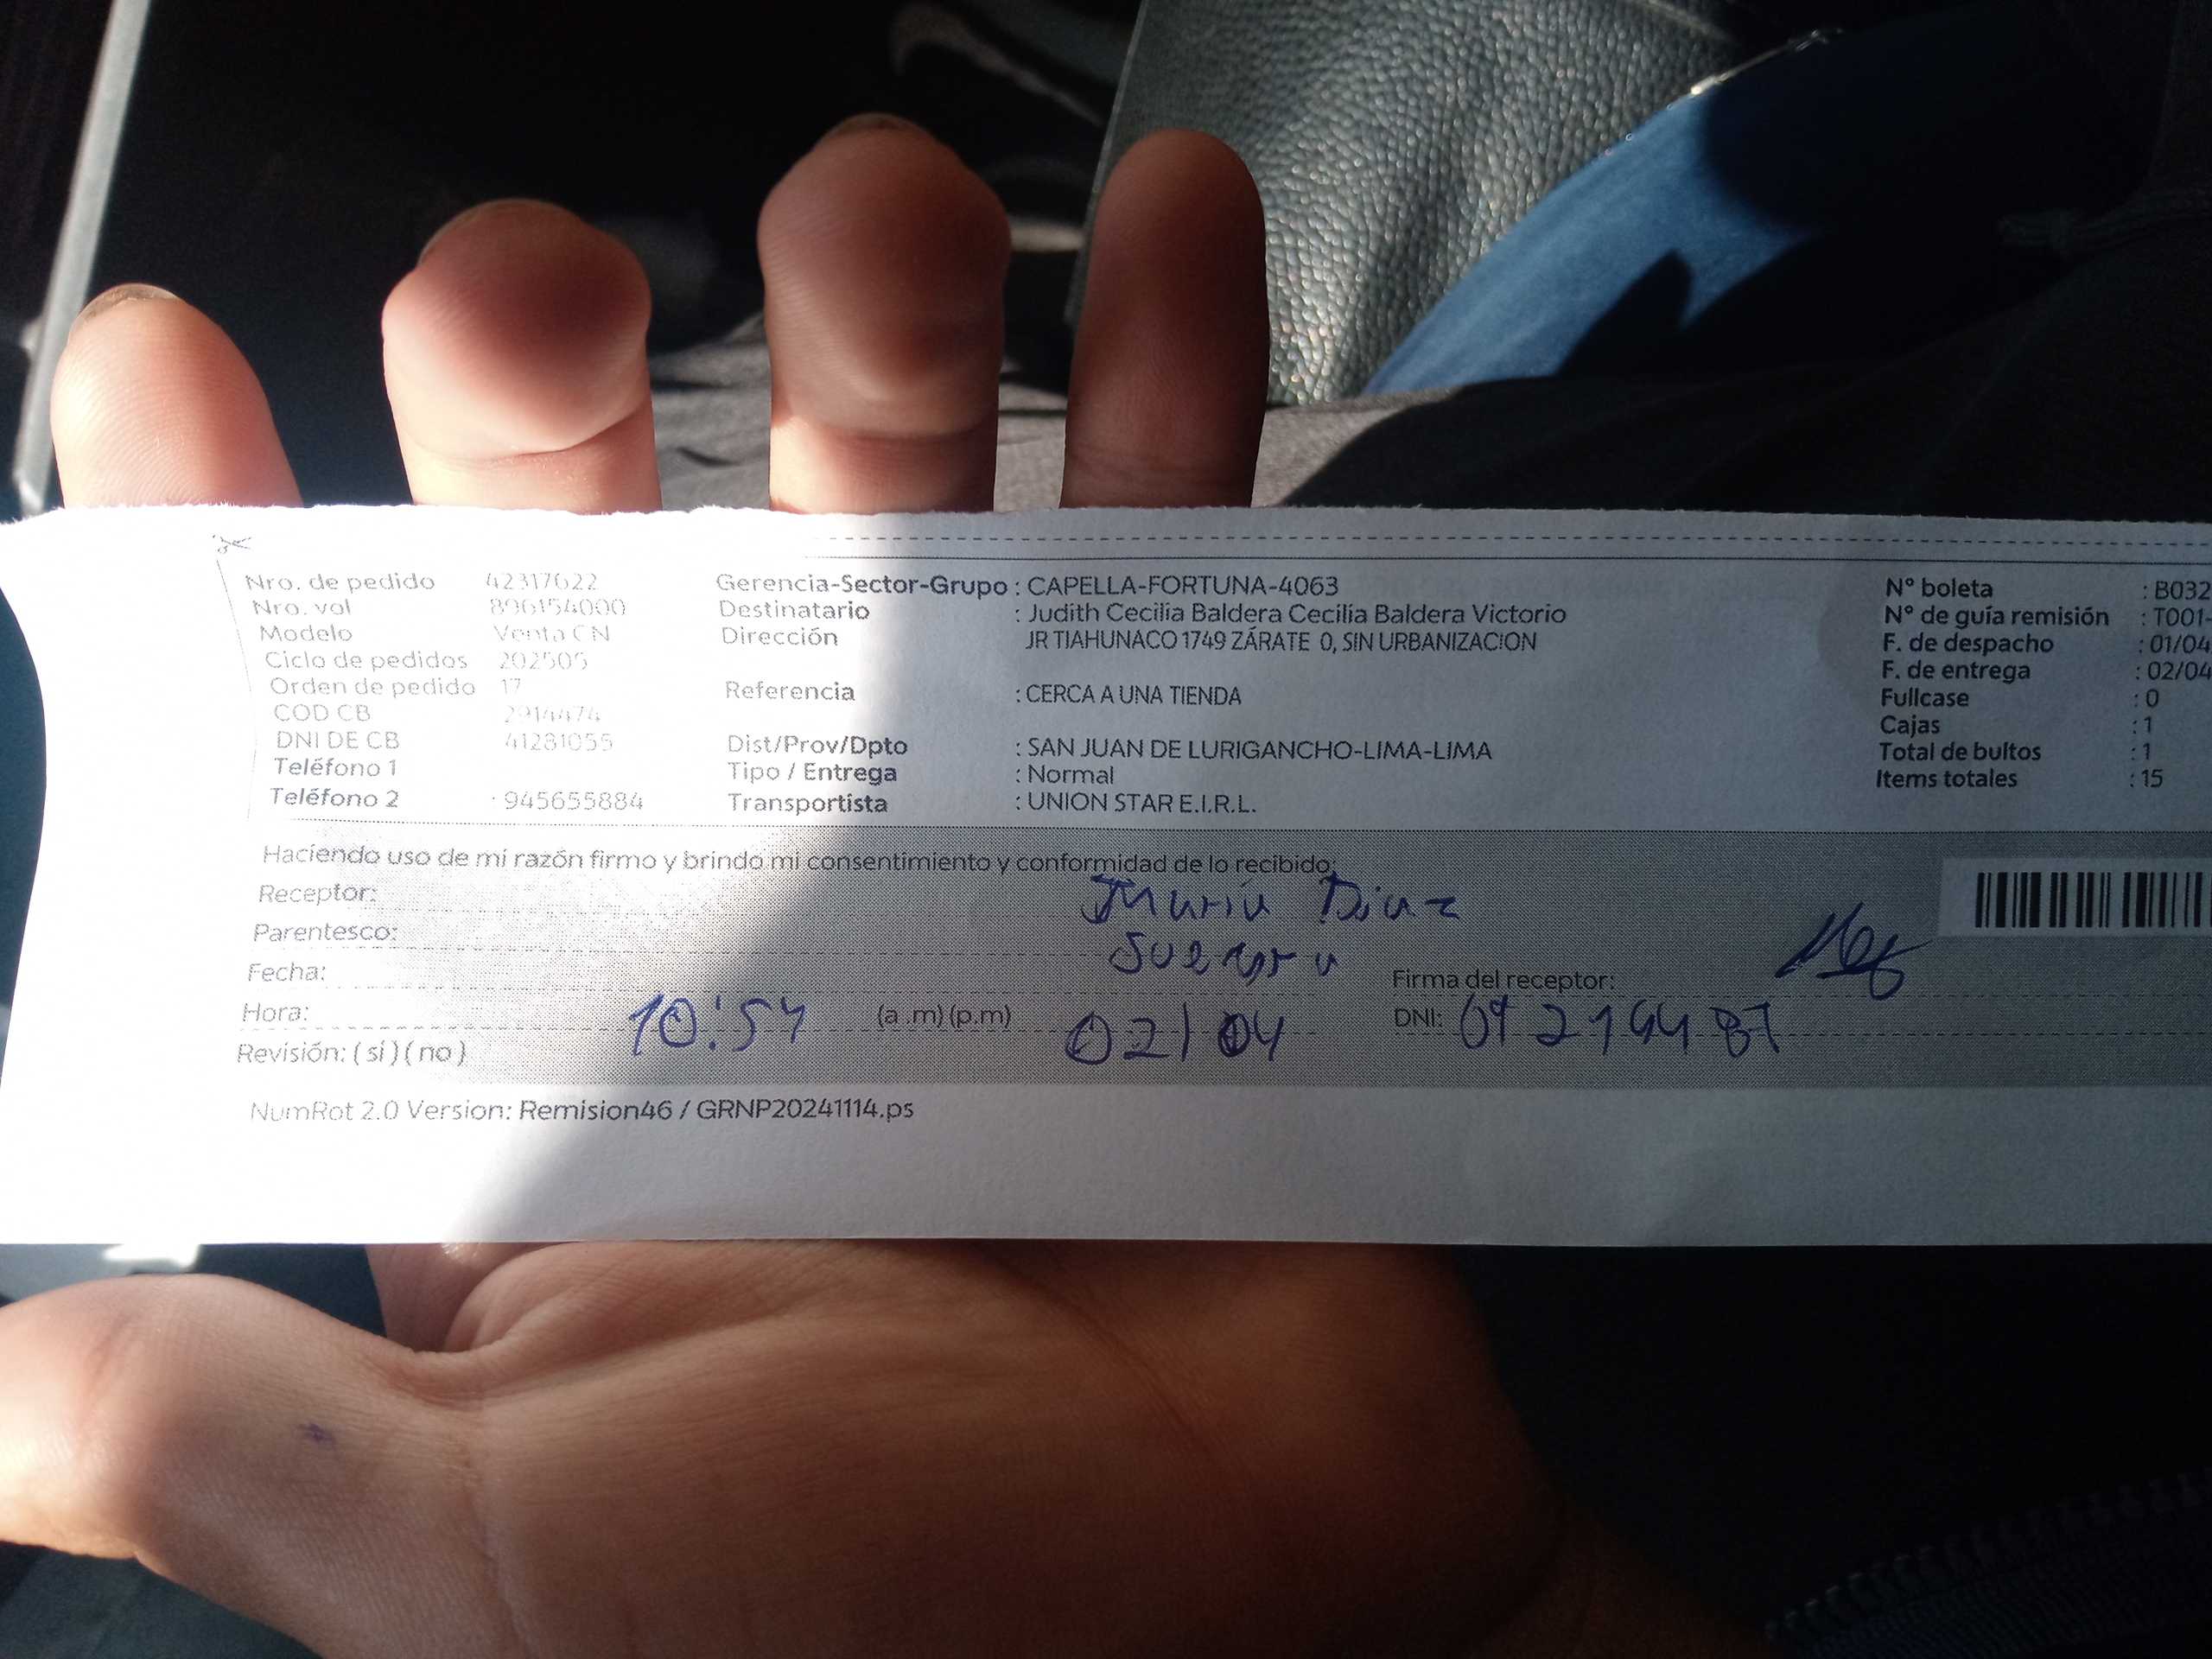 Nro. de pedido 42317622 Gerencia-Sector-Grupo : CAPELLA-FORTUNA-4063 N° boleta : B032
Nro. vol 896154000 Destinatario : Judith Cecilia Baldera Cecilia Baldera Victorio N° de guía remisión : T001-
Modelo Venta CN Dirección JR TIAHUNACO 1749 ZÁRATE 0, SIN URBANIZACION F. de despacho : 01/04
Ciclo de pedidos 202505 F. de entrega : 02/04
Orden de pedido 17 Referencia : CERCA A UNA TIENDA Fullcase : 0
COD CB 2914474 Cajas : 1
DNI DE CB 41281055 Dist/Prov/Dpto : SAN JUAN DE LURIGANCHO-LIMA-LIMA Total de bultos : 1
Teléfono 1 Tipo / Entrega : Normal Items totales : 15
Teléfono 2 : 945655884 Transportista : UNION STAR E.I.R.L.
Haciendo uso de mi razón firmo y brindo mi consentimiento y conformidad de lo recibido:
Receptor: María Diaz
Parentesco: Suegra
Fecha: Firma del receptor:
Hora: 10:54 (a .m) (p.m) 02/04 DNI:
Revisión: ( sí ) ( no )
NumRot 2.0 Version: Remision46 / GRNP20241114.ps